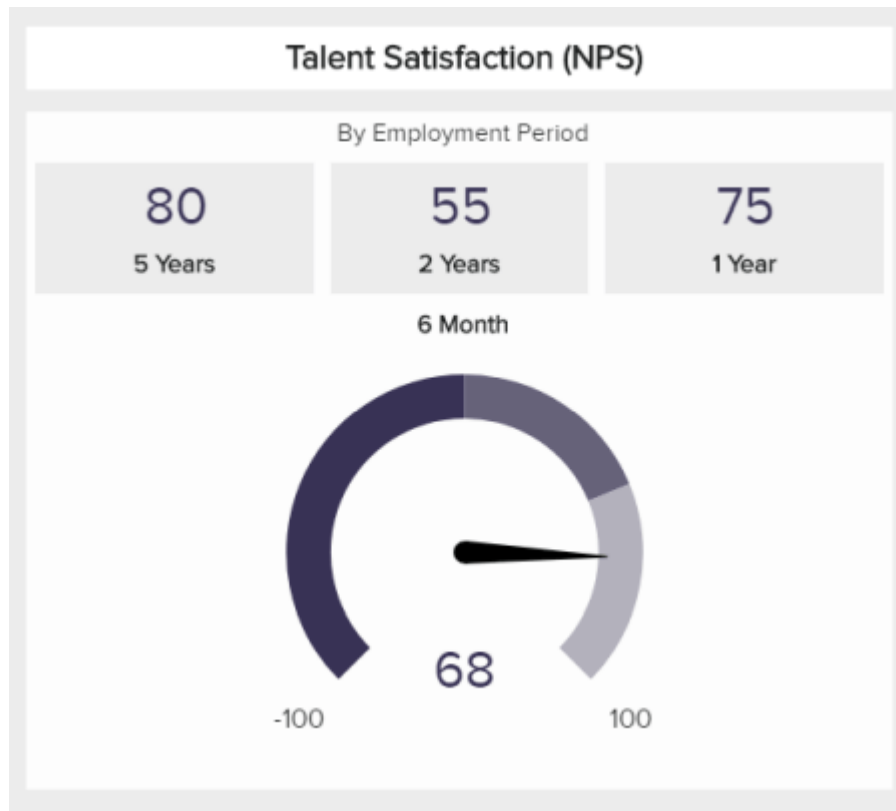 Talent Satisfaction (NPS)
By Employment Period
80 55 75
5 Years 2 Years 1 Year
6 Month
68
-100 100